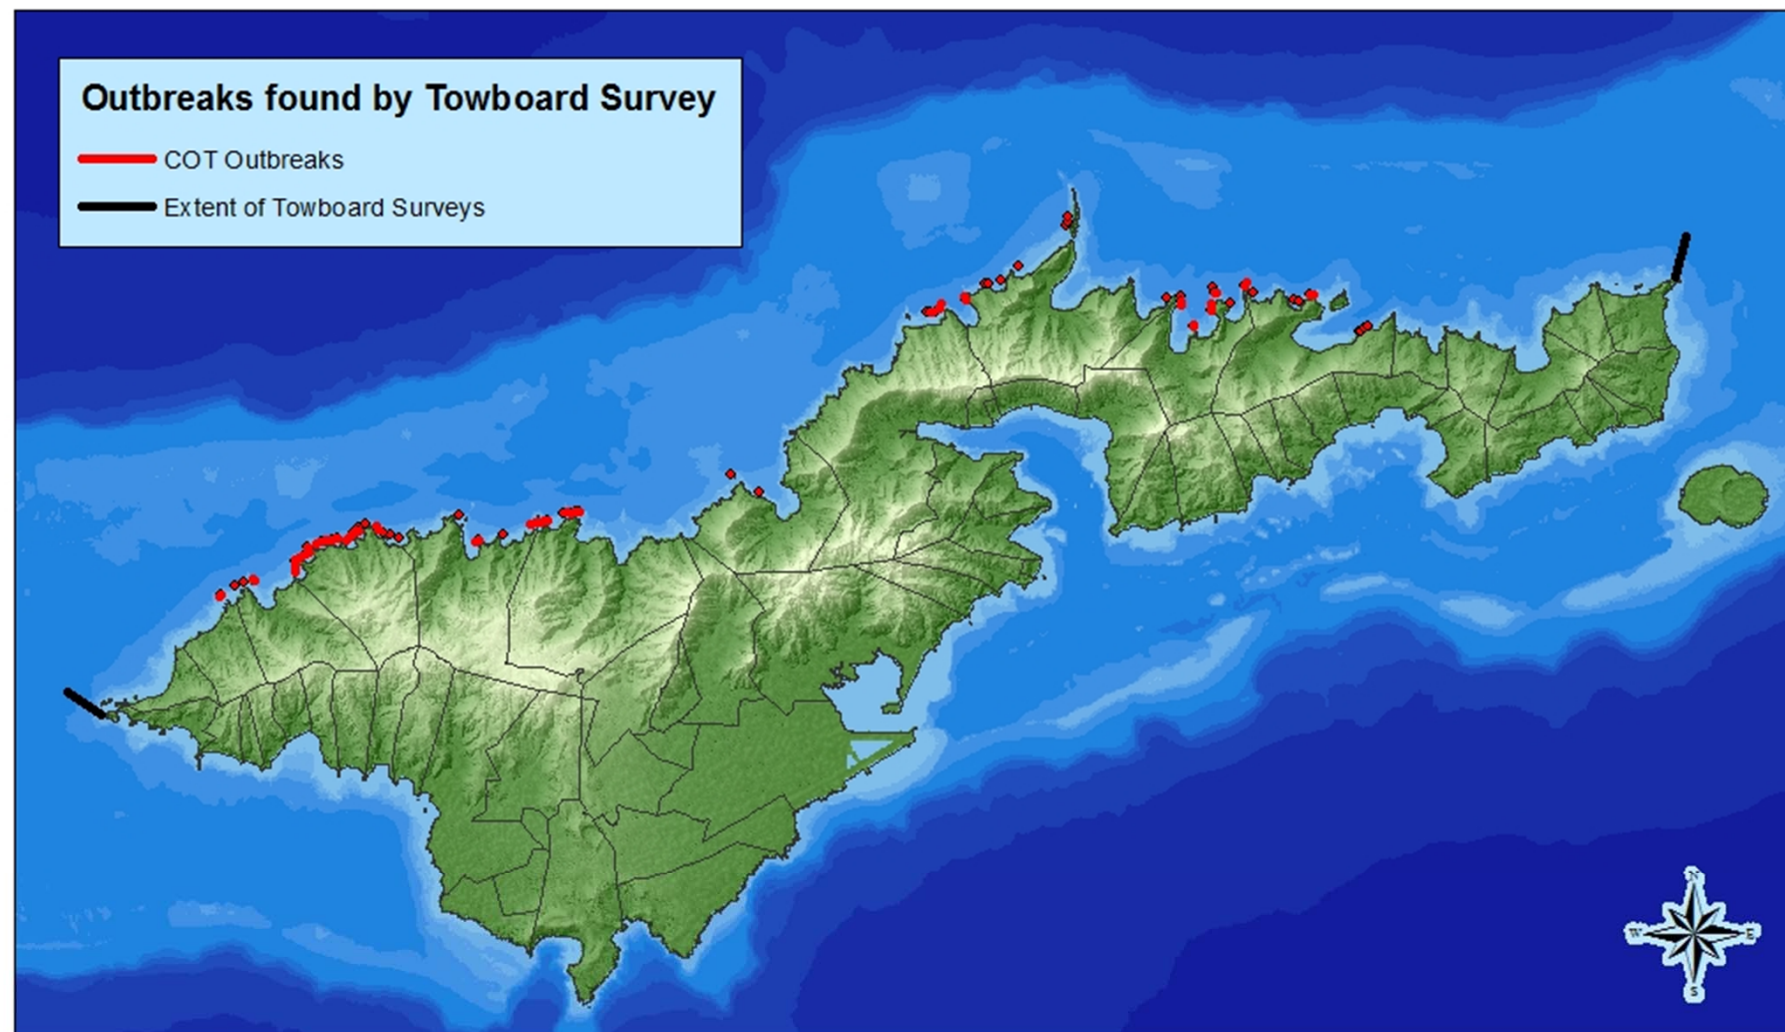 Outbreaks found by Towboard Survey
COT Outbreaks
Extent of Towboard Surveys
N
W E
S